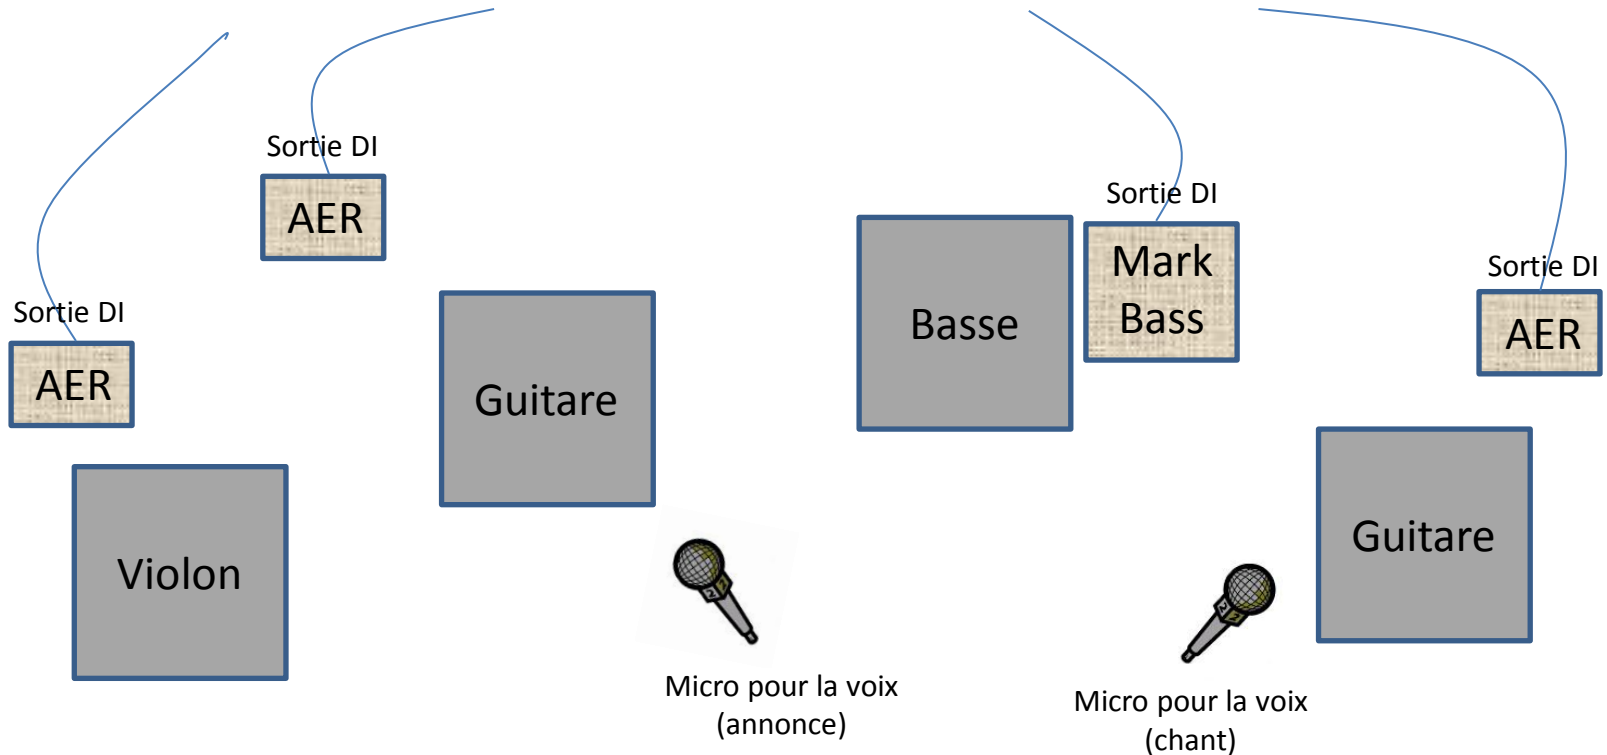 Sortie DI
AER
Sortie DI
AER
Violon
Guitare
Basse
Sortie DI
Mark
Bass
Sortie DI
AER
Guitare
Micro pour la voix
(annonce)
Micro pour la voix
(chant)